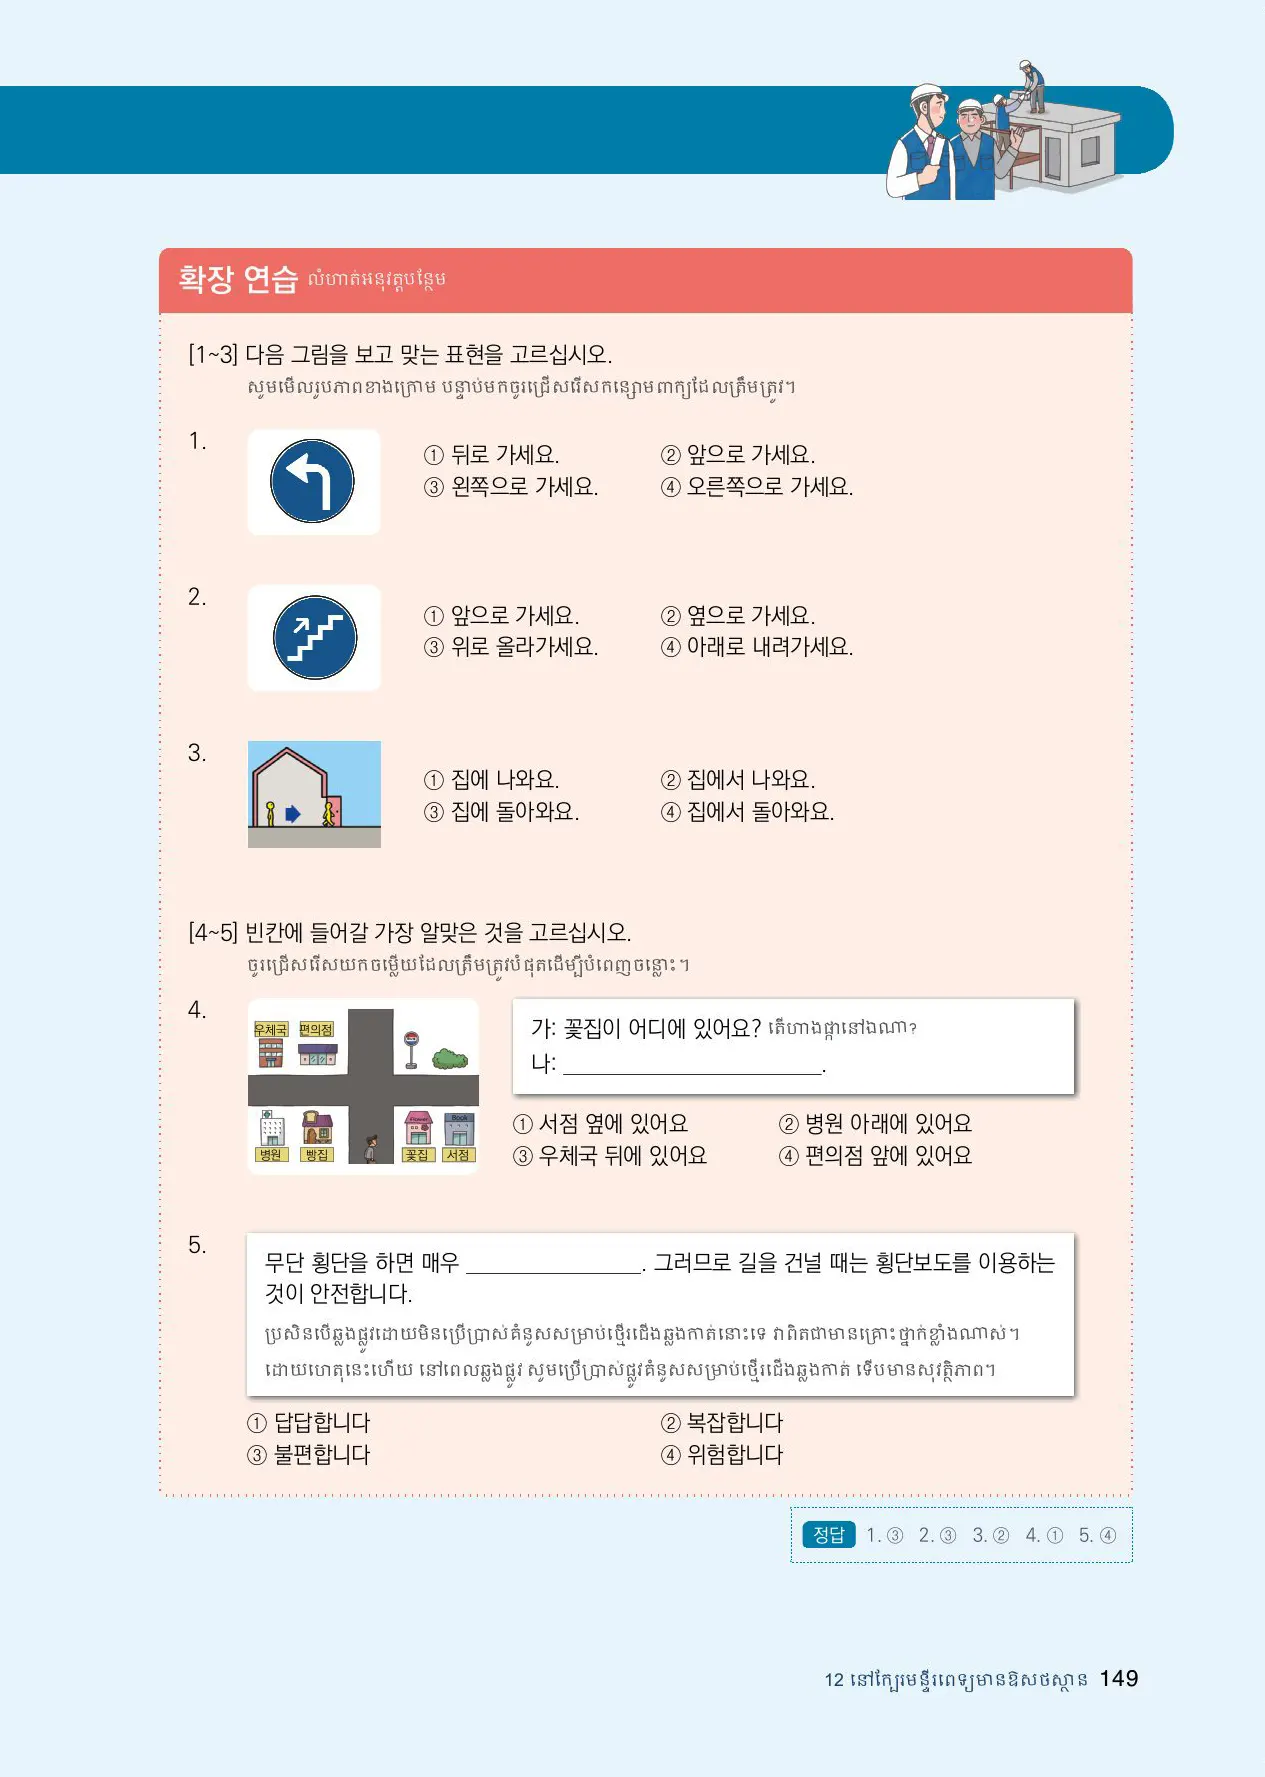 확장 연습 លំហាត់អនុវត្តបន្ថែម
[1~3] 다음 그림을 보고 맞는 표현을 고르십시오.
សូមមើលរូបភាពខាងក្រោម បន្ទាប់មកចូរជ្រើសរើសកន្សោមពាក្យដែលត្រឹមត្រូវ។
1.
① 뒤로 가세요. ② 앞으로 가세요.
③ 왼쪽으로 가세요. ④ 오른쪽으로 가세요.
2.
① 앞으로 가세요. ② 옆으로 가세요.
③ 위로 올라가세요. ④ 아래로 내려가세요.
3.
① 집에 나와요. ② 집에서 나와요.
③ 집에 돌아와요. ④ 집에서 돌아와요.
[4~5] 빈칸에 들어갈 가장 알맞은 것을 고르십시오.
ចូរជ្រើសរើសយកចម្លើយដែលត្រឹមត្រូវបំផុតដើម្បីបំពេញចន្លោះ។
4.
우체국 편의점
Flower Book
병원 빵집 꽃집 서점
가: 꽃집이 어디에 있어요? តើហាងផ្កានៅឯណា?
나: ______________________.
① 서점 옆에 있어요 ② 병원 아래에 있어요
③ 우체국 뒤에 있어요 ④ 편의점 앞에 있어요
5.
무단 횡단을 하면 매우 _______________. 그러므로 길을 건널 때는 횡단보도를 이용하는
것이 안전합니다.
ប្រសិនបើឆ្លងផ្លូវដោយមិនប្រើប្រាស់គំនូសសម្រាប់ថ្មើរជើងឆ្លងកាត់នោះទេ វាពិតជាមានគ្រោះថ្នាក់ខ្លាំងណាស់។
ដោយហេតុនេះហើយ នៅពេលឆ្លងផ្លូវ សូមប្រើប្រាស់ផ្លូវគំនូសសម្រាប់ថ្មើរជើងឆ្លងកាត់ ទើបមានសុវត្ថិភាព។
① 답답합니다 ② 복잡합니다
③ 불편합니다 ④ 위험합니다
정답 1. ③ 2. ③ 3. ② 4. ① 5. ④
12 នៅក្បែរមន្ទីរពេទ្យមានឱសថស្ថាន 149